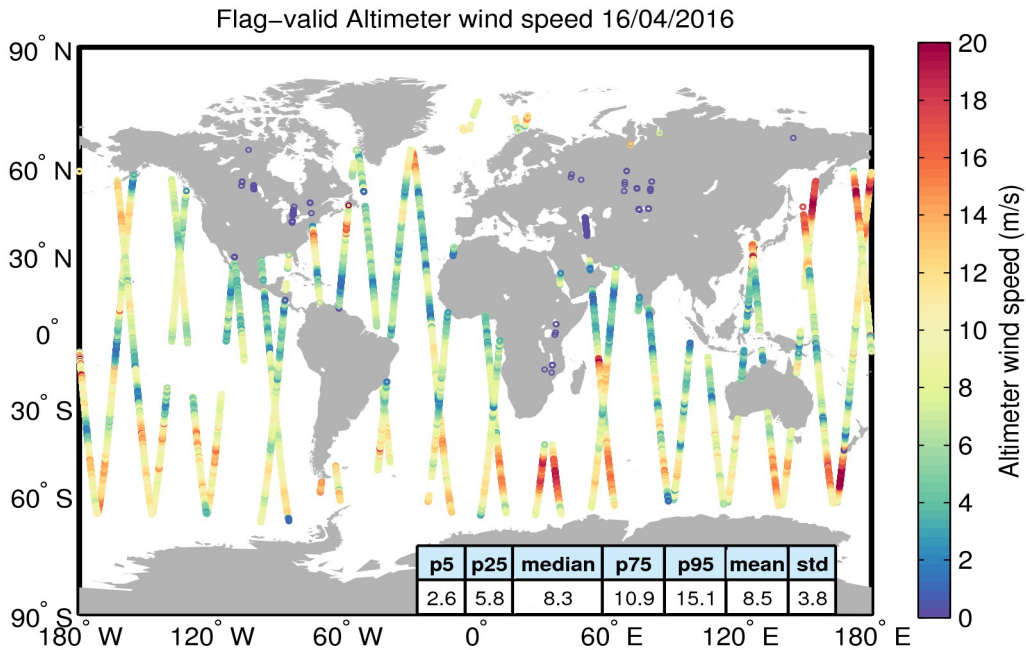 Flag−valid Altimeter wind speed 16/04/2016
90° N
60° N
30° N
0°
30° S
60° S
90° S
180° W
120° W
60° W
0°
60° E
120° E
180° E
p5 p25 median p75 p95 mean std
2.6 5.8 8.3 10.9 15.1 8.5 3.8
20
18
16
14
12
10
8
6
4
2
0
Altimeter wind speed (m/s)